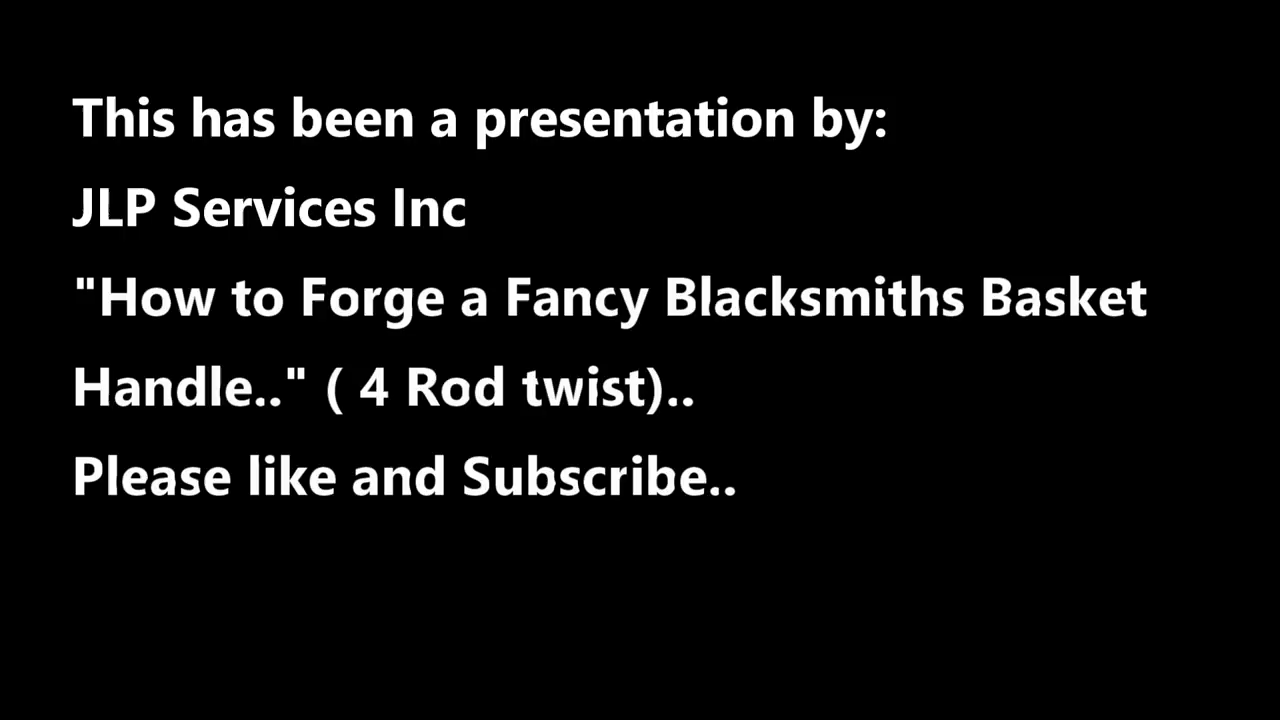 This has been a presentation by:
JLP Services Inc
"How to Forge a Fancy Blacksmiths Basket
Handle.." ( 4 Rod twist)..
Please like and Subscribe..